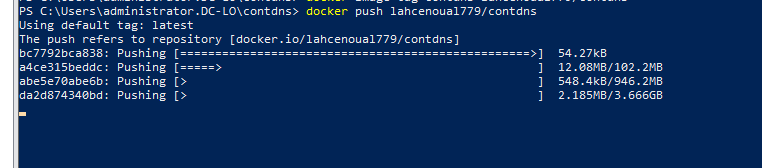 PS C:\Users\administrator.DC-LO\contdns> docker push lahcenoual779/contdns
Using default tag: latest
The push refers to repository [docker.io/lahcenoual779/contdns]
bc7792bca838: Pushing [==================================================>]  54.27kB
a4ce315beddc: Pushing [=====>                                             ]  12.08MB/102.2MB
abe5e70abe6b: Pushing [>                                                  ]  548.4kB/946.2MB
da2d874340bd: Pushing [>                                                  ]  2.185MB/3.666GB